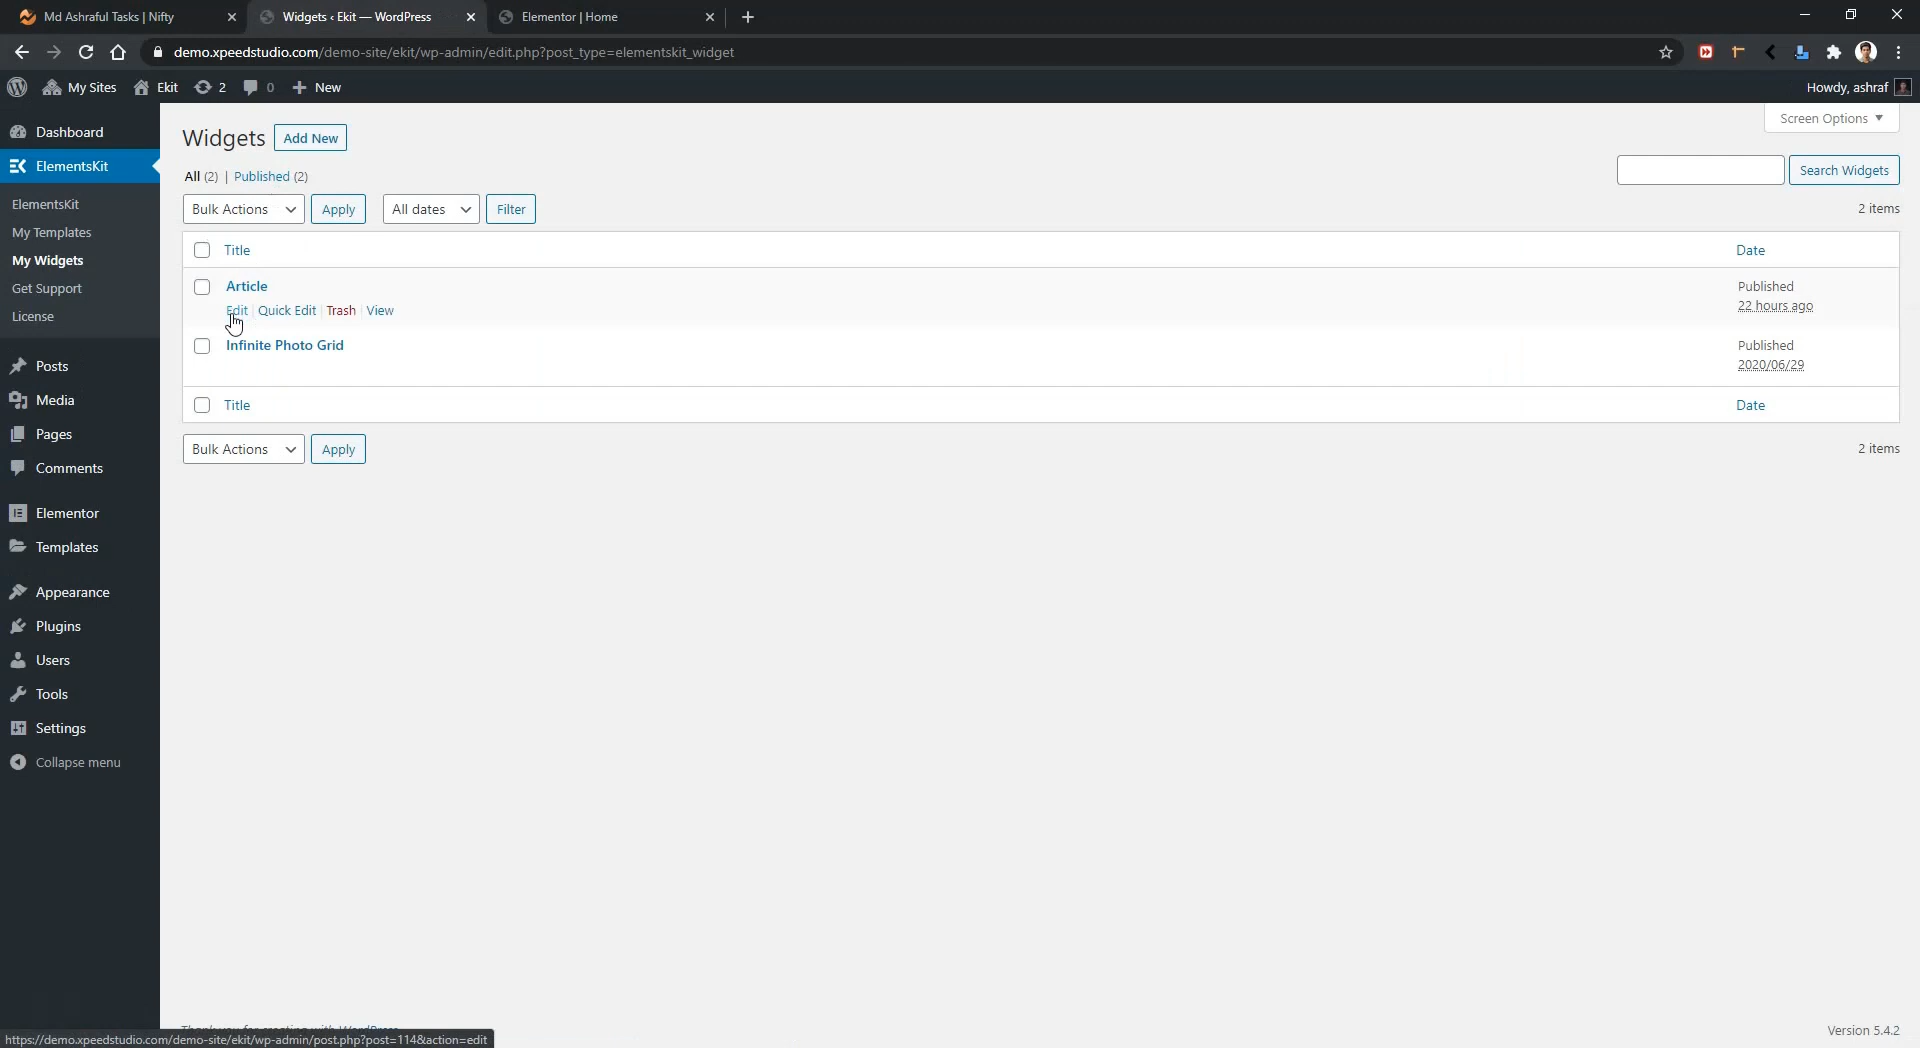 Md Ashraful Tasks | Nifty
Widgets ‹ Ekit — WordPress
Elementor | Home
demo.xpeedstudio.com/demo-site/ekit/wp-admin/edit.php?post_type=elementskit_widget
My Sites
Ekit
2
0
New
Howdy, ashraf
Dashboard
ElementsKit
ElementsKit
My Templates
My Widgets
Get Support
License
Posts
Media
Pages
Comments
Elementor
Templates
Appearance
Plugins
Users
Tools
Settings
Collapse menu
Screen Options
Widgets Add New
All (2) | Published (2)
Search Widgets
Bulk Actions Apply All dates Filter
2 items
Title Date
Article Published
Edit | Quick Edit | Trash | View 22 hours ago
Infinite Photo Grid Published
2020/06/29
Title Date
Bulk Actions Apply
2 items
Thank you for creating with WordPress
Version 5.4.2
https://demo.xpeedstudio.com/demo-site/ekit/wp-admin/post.php?post=114&action=edit